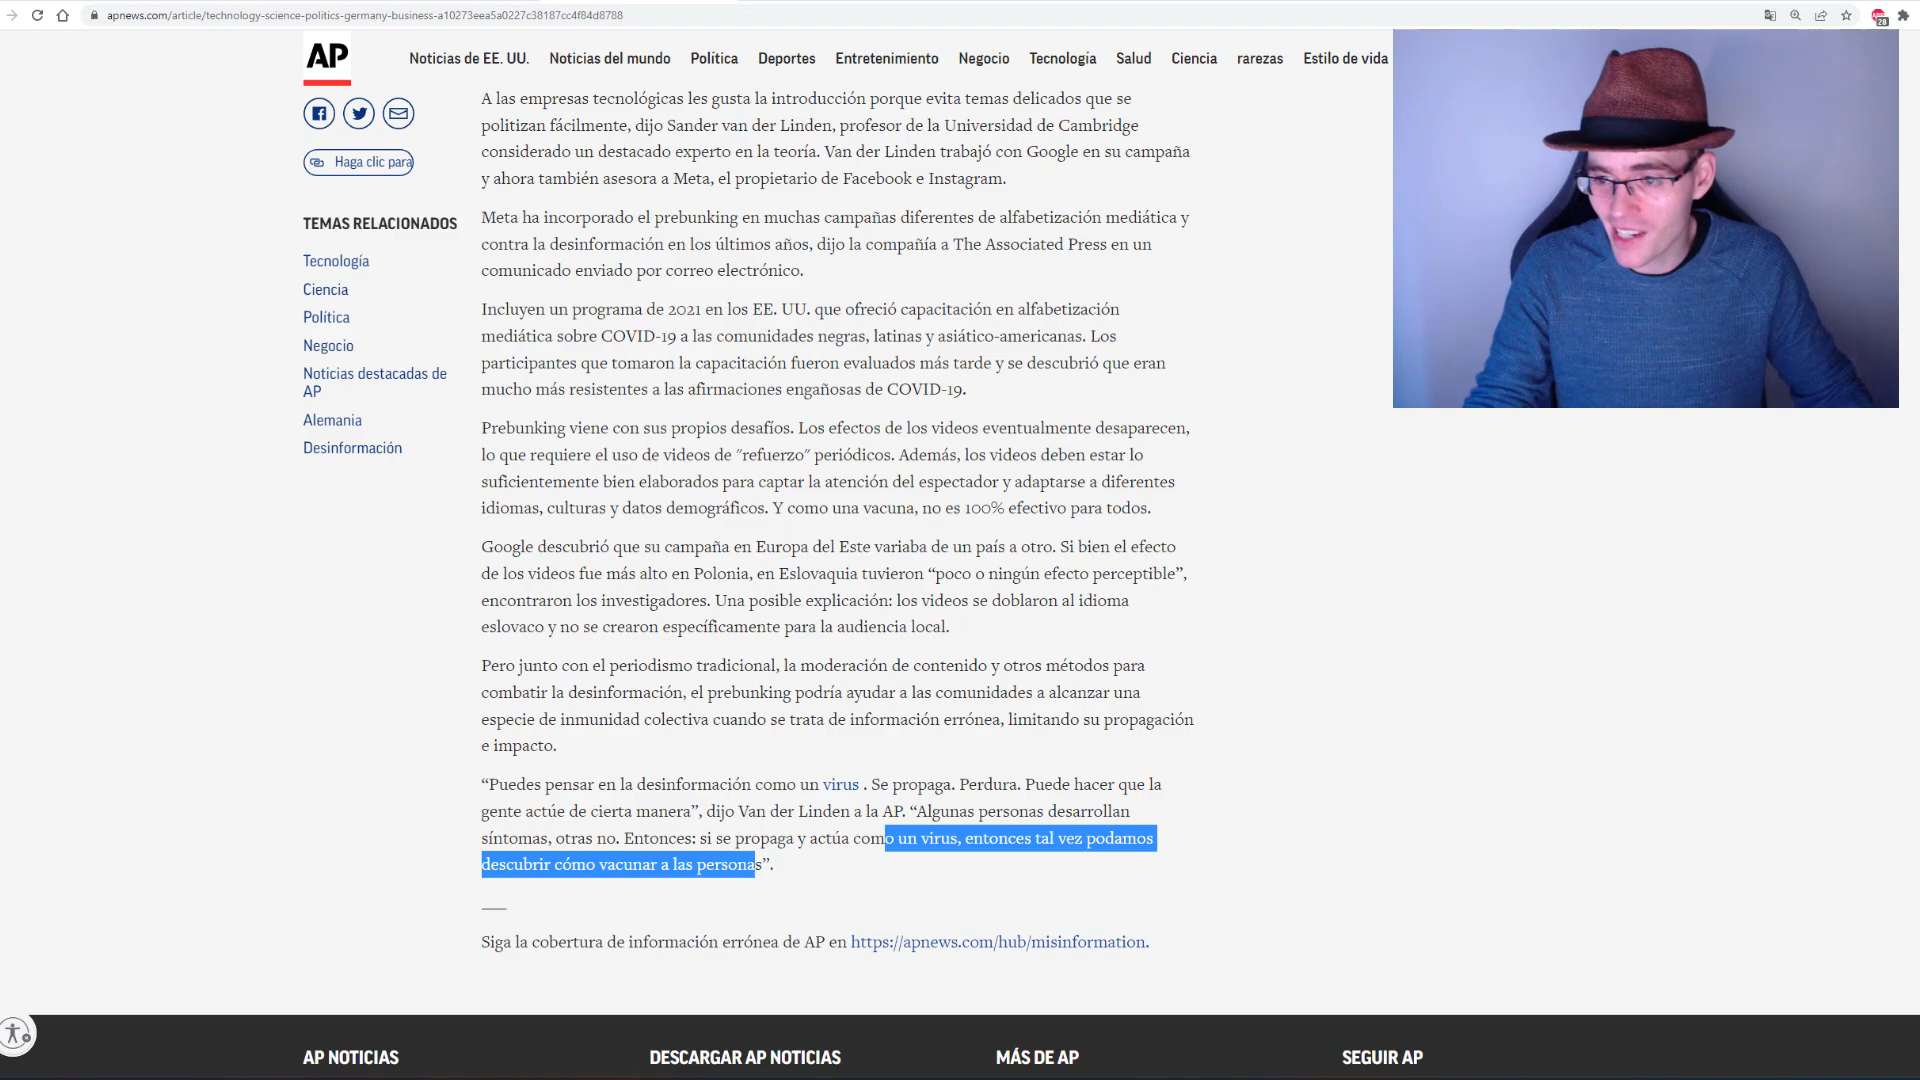 apnews.com/article/technology-science-politics-germany-business-a10273eea5a0227c38187cc4f84d8788
28
AP
Noticias de EE. UU. Noticias del mundo Política Deportes Entretenimiento Negocio Tecnología Salud Ciencia rarezas Estilo de vida
Haga clic para
TEMAS RELACIONADOS
Tecnología
Ciencia
Política
Negocio
Noticias destacadas de
AP
Alemania
Desinformación
A las empresas tecnológicas les gusta la introducción porque evita temas delicados que se
politizan fácilmente, dijo Sander van der Linden, profesor de la Universidad de Cambridge
considerado un destacado experto en la teoría. Van der Linden trabajó con Google en su campaña
y ahora también asesora a Meta, el propietario de Facebook e Instagram.
Meta ha incorporado el prebunking en muchas campañas diferentes de alfabetización mediática y
contra la desinformación en los últimos años, dijo la compañía a The Associated Press en un
comunicado enviado por correo electrónico.
Incluyen un programa de 2021 en los EE. UU. que ofreció capacitación en alfabetización
mediática sobre COVID-19 a las comunidades negras, latinas y asiático-americanas. Los
participantes que tomaron la capacitación fueron evaluados más tarde y se descubrió que eran
mucho más resistentes a las afirmaciones engañosas de COVID-19.
Prebunking viene con sus propios desafíos. Los efectos de los videos eventualmente desaparecen,
lo que requiere el uso de videos de "refuerzo" periódicos. Además, los videos deben estar lo
suficientemente bien elaborados para captar la atención del espectador y adaptarse a diferentes
idiomas, culturas y datos demográficos. Y como una vacuna, no es 100% efectivo para todos.
Google descubrió que su campaña en Europa del Este variaba de un país a otro. Si bien el efecto
de los videos fue más alto en Polonia, en Eslovaquia tuvieron “poco o ningún efecto perceptible”,
encontraron los investigadores. Una posible explicación: los videos se doblaron al idioma
eslovaco y no se crearon específicamente para la audiencia local.
Pero junto con el periodismo tradicional, la moderación de contenido y otros métodos para
combatir la desinformación, el prebunking podría ayudar a las comunidades a alcanzar una
especie de inmunidad colectiva cuando se trata de información errónea, limitando su propagación
e impacto.
“Puedes pensar en la desinformación como un virus . Se propaga. Perdura. Puede hacer que la
gente actúe de cierta manera”, dijo Van der Linden a la AP. “Algunas personas desarrollan
síntomas, otras no. Entonces: si se propaga y actúa como un virus, entonces tal vez podamos
descubrir cómo vacunar a las personas”.
Siga la cobertura de información errónea de AP en https://apnews.com/hub/misinformation.
AP NOTICIAS DESCARGAR AP NOTICIAS MÁS DE AP SEGUIR AP